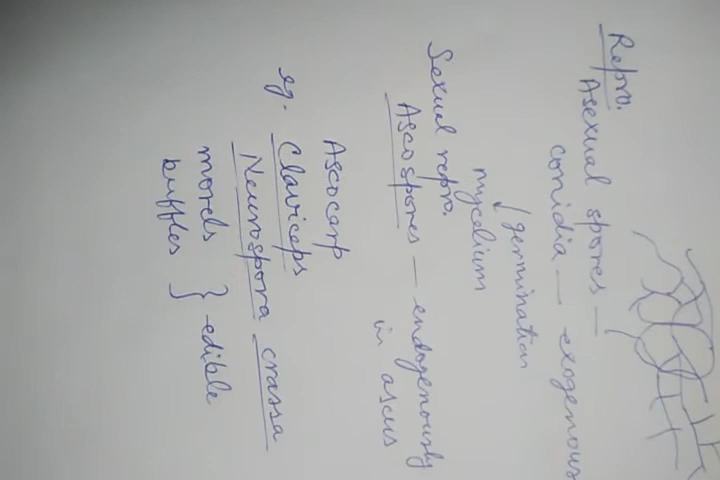 Repro.
Asexual spores —
conidia — exogenous
germination
mycelium
Sexual repro.
Ascospores — endogenously
in ascus
Ascocarp
eg. Claviceps
Neurospora crassa
morels
buffles } edible